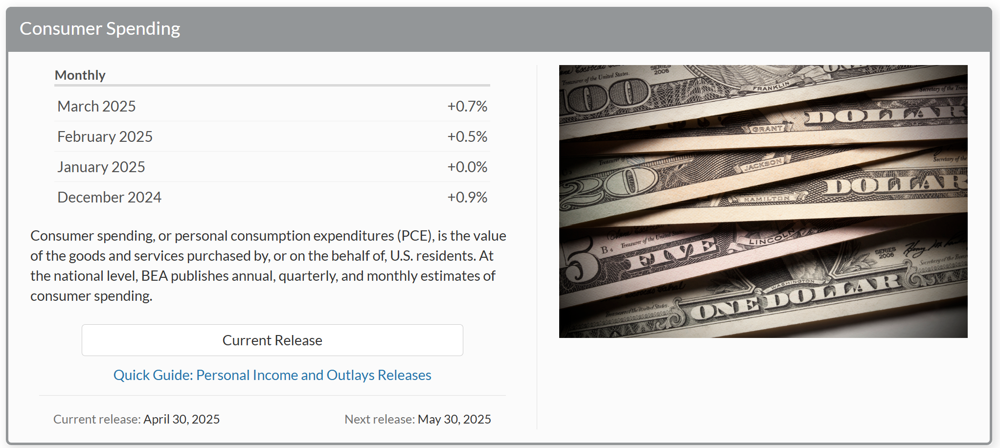 Consumer Spending
Monthly
March 2025 +0.7%
February 2025 +0.5%
January 2025 +0.0%
December 2024 +0.9%
Consumer spending, or personal consumption expenditures (PCE), is the value
of the goods and services purchased by, or on the behalf of, U.S. residents. At
the national level, BEA publishes annual, quarterly, and monthly estimates of
consumer spending.
Current Release
Quick Guide: Personal Income and Outlays Releases
Current release: April 30, 2025
Next release: May 30, 2025
SERIES
2006
Treasurer of the United States.
100
FRANKLIN
Secretary of the
GRANT
DOLLAR
Treasurer of
JACKSON
Secretary of the
20
DOLLAR
HAMILTON
Treasurer of the United States.
5
B4
FIVE
LINCOLN
SERIES
2006
Secretary of the
WASHINGTON
Treasurer of the United States.
ONE DOLLAR